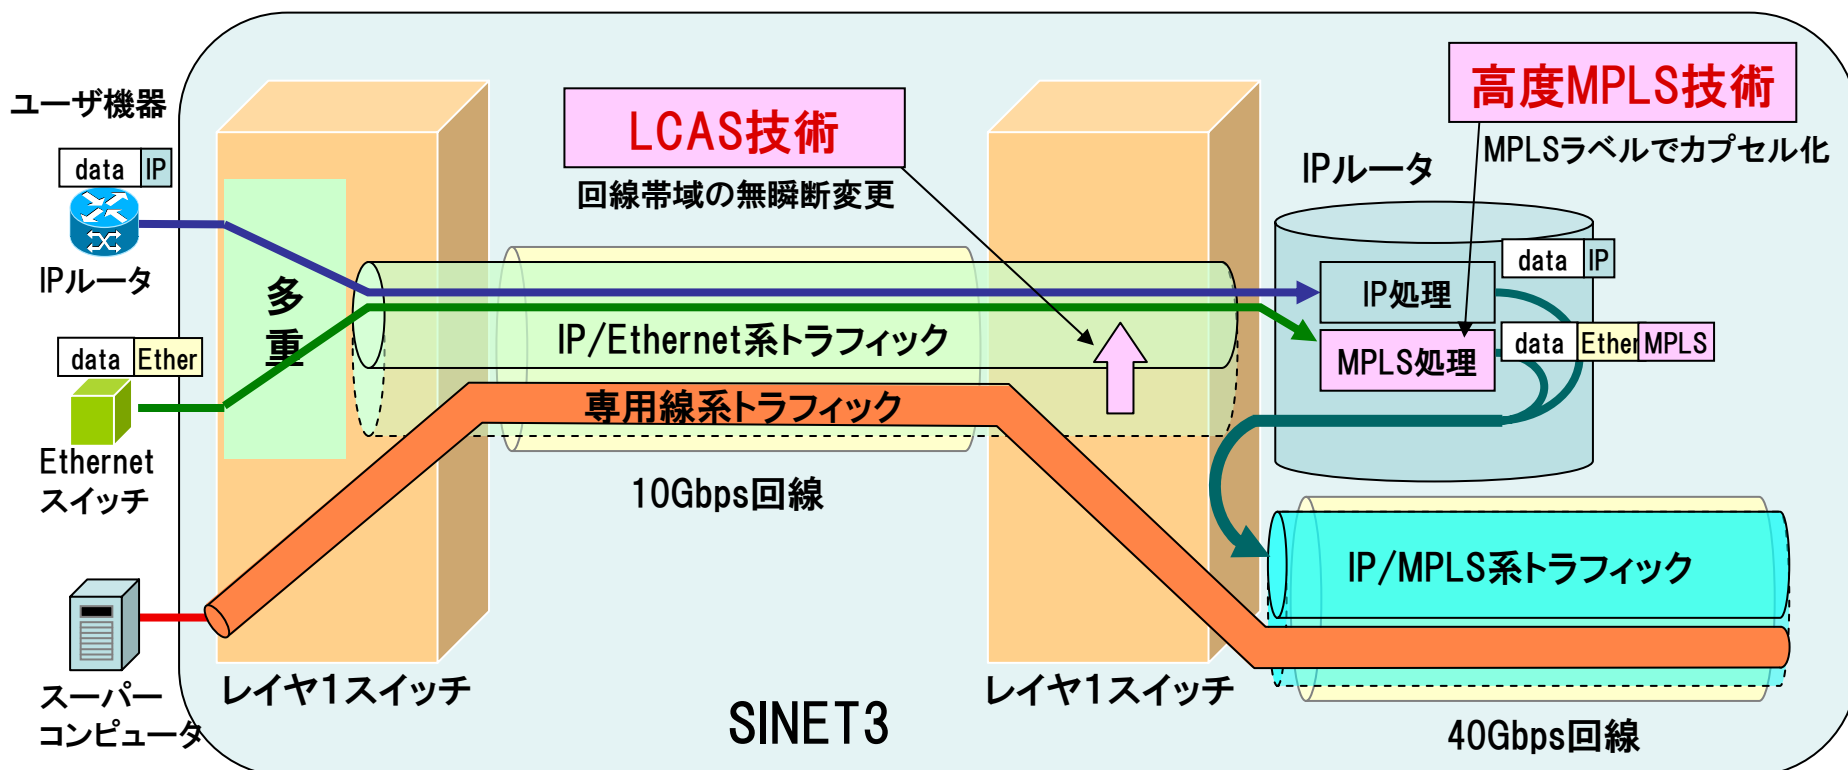 ユーザ機器
data IP
IPルータ
data Ether
Ethernet
スイッチ
スーパー
コンピュータ
多
重
レイヤ1スイッチ
LCAS技術
回線帯域の無瞬断変更
IP/Ethernet系トラフィック
専用線系トラフィック
10Gbps回線
SINET3
レイヤ1スイッチ
高度MPLS技術
MPLSラベルでカプセル化
IPルータ
data IP
IP処理
data Ether MPLS
MPLS処理
IP/MPLS系トラフィック
40Gbps回線